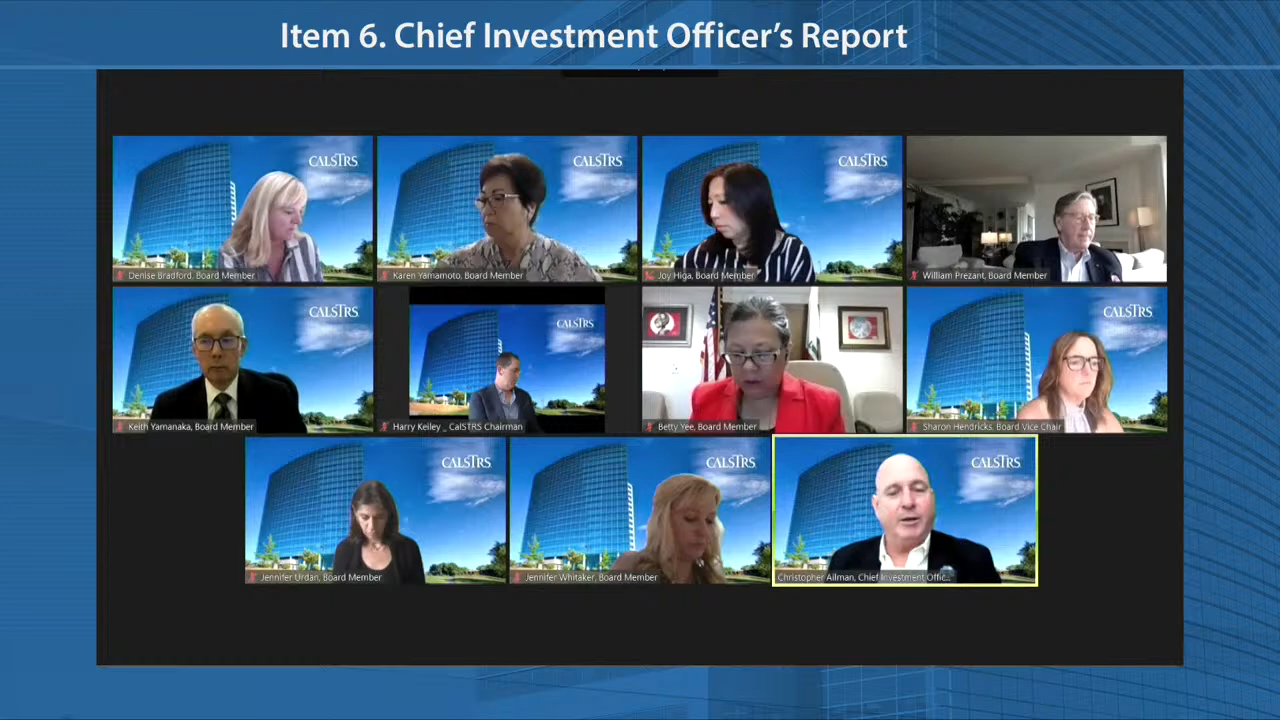 Item 6. Chief Investment Officer's Report
CALSTRS
CALSTRS
CALSTRS
Denise Bradford, Board Member
Karen Yamamoto, Board Member
Joy Higa, Board Member
William Prezant, Board Member
CALSTRS
CALSTRS
CALSTRS
Keith Yamanaka, Board Member
Harry Keiley _ CalSTRS Chairman
Betty Yee, Board Member
Sharon Hendricks, Board Vice Chair
CALSTRS
CALSTRS
CALSTRS
Jennifer Urdan, Board Member
Jennifer Whitaker, Board Member
Christopher Ailman, Chief Investment Offic...